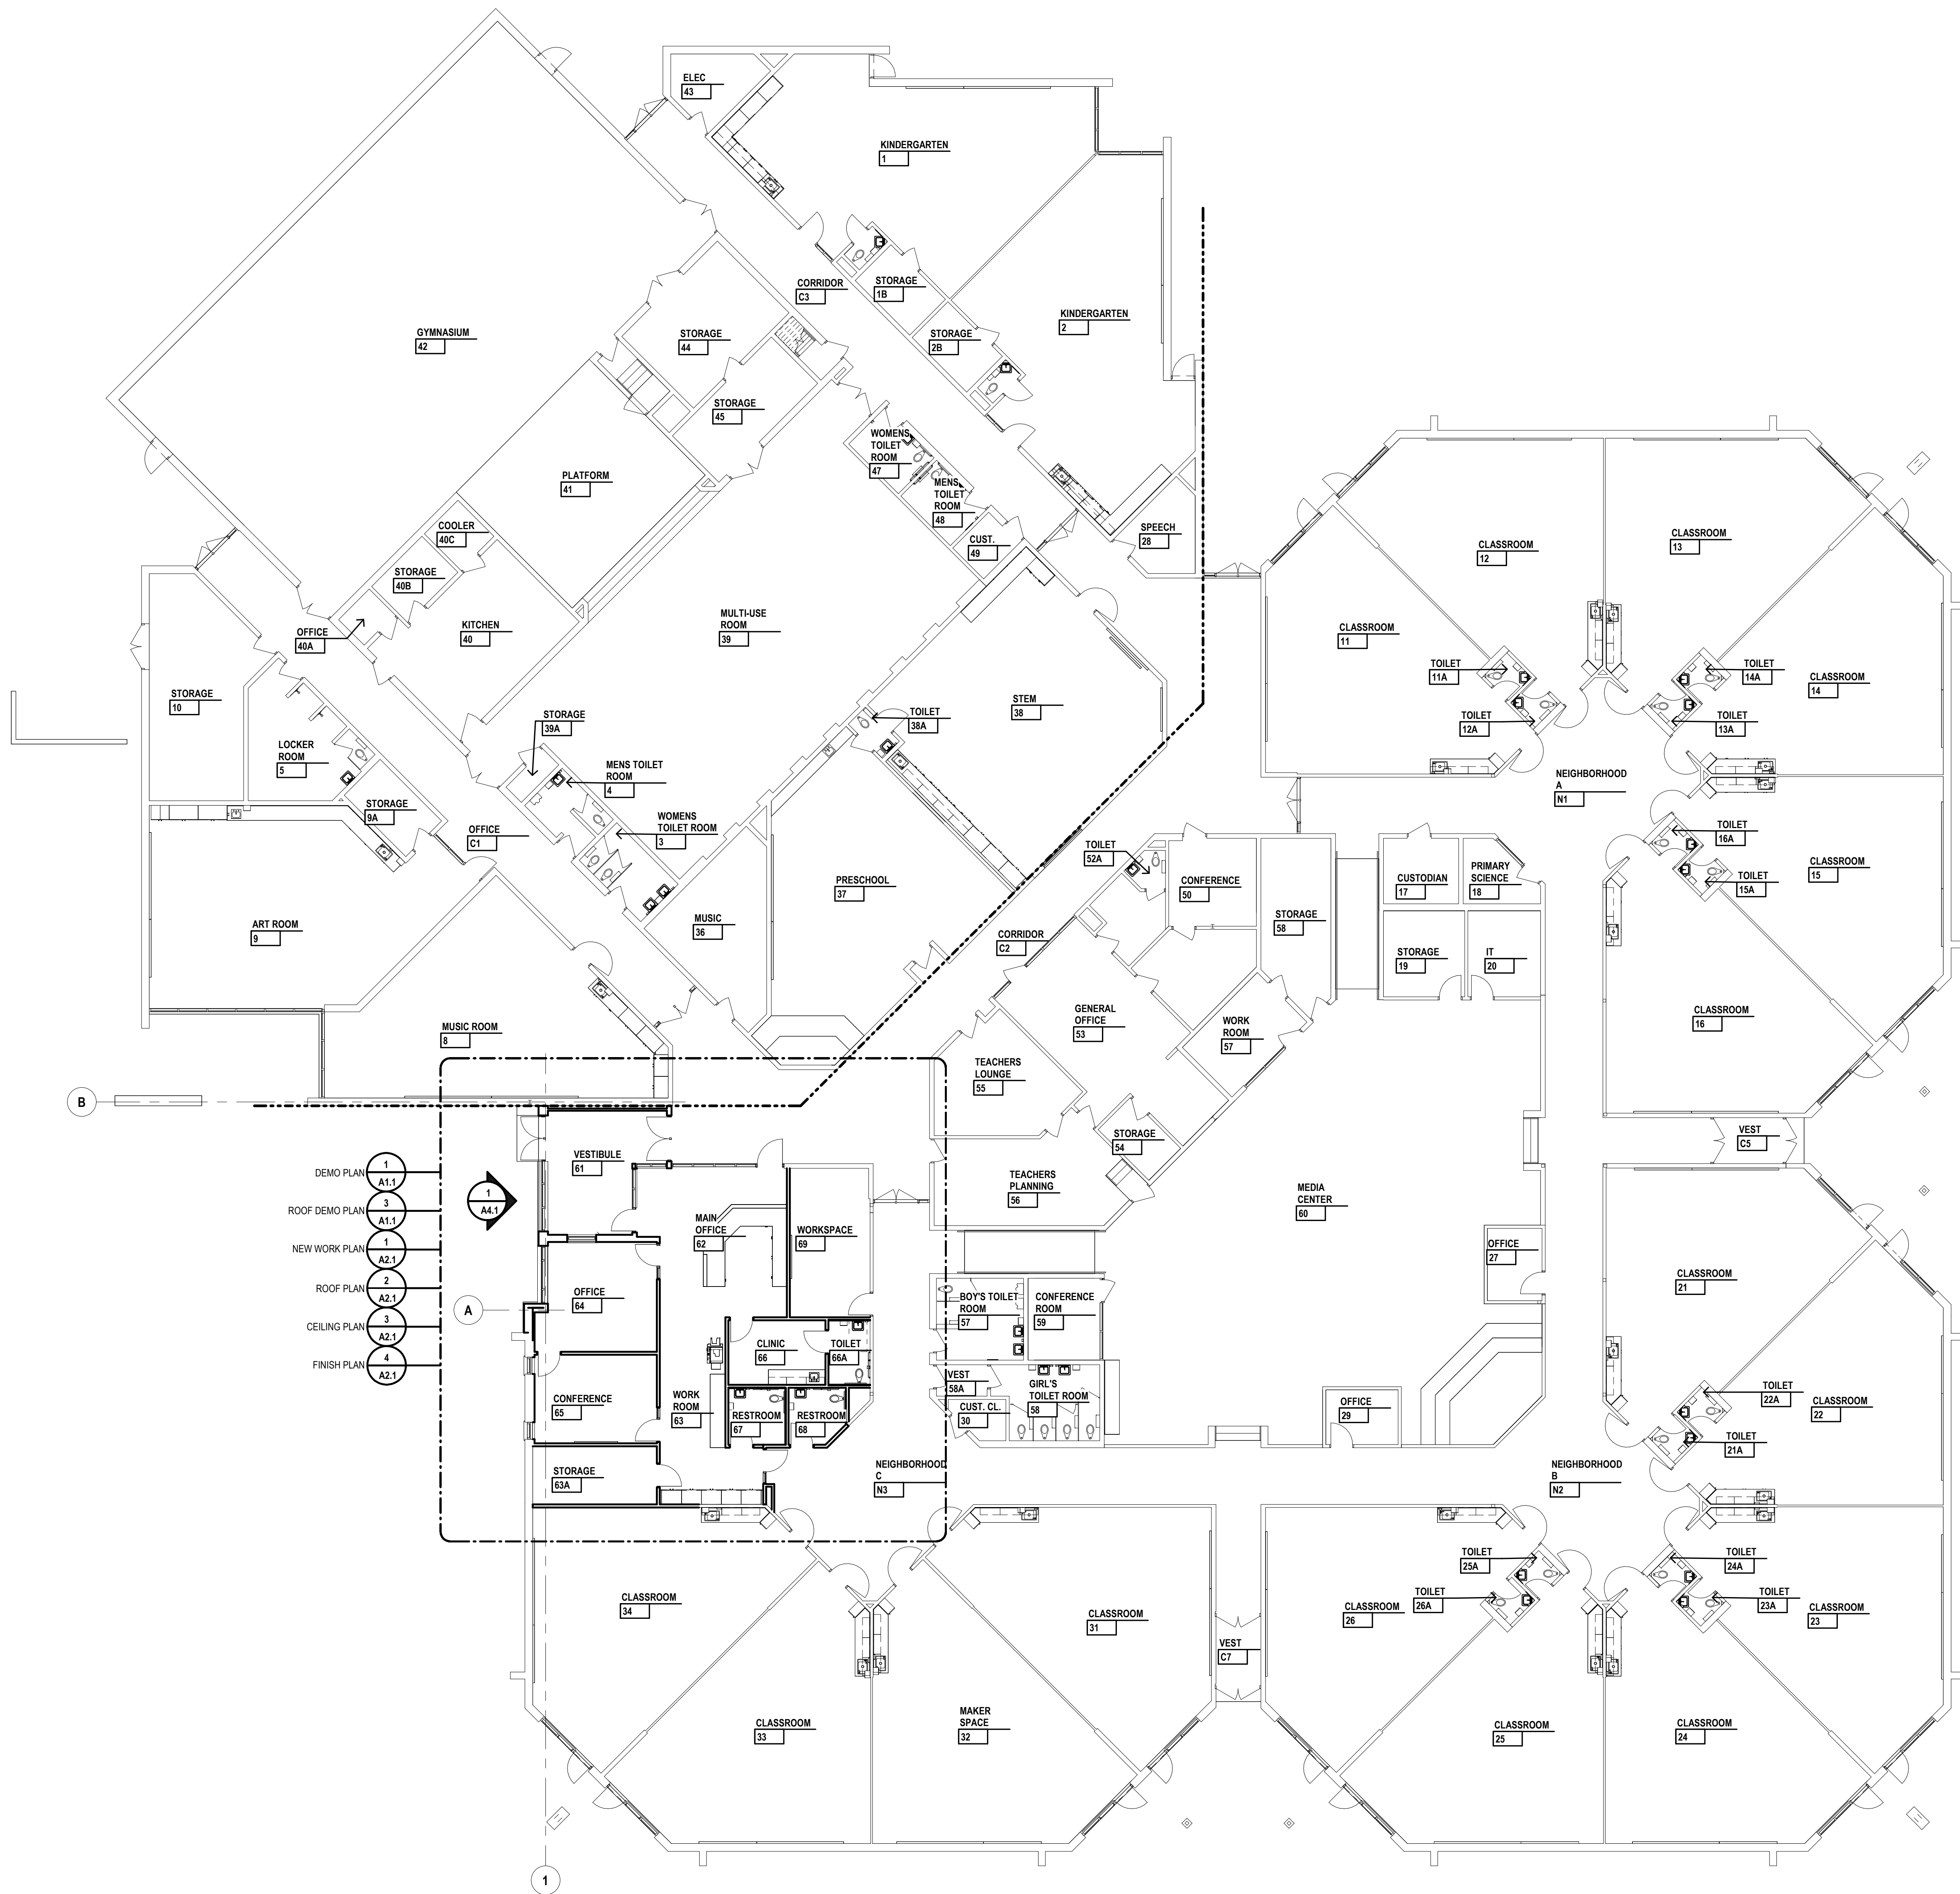 ELEC
43
KINDERGARTEN
1
CORRIDOR
C3
STORAGE
1B
KINDERGARTEN
2
STORAGE
2B
GYMNASIUM
42
STORAGE
44
STORAGE
45
WOMENS
TOILET
ROOM
47
MENS
TOILET
ROOM
48
PLATFORM
41
COOLER
40C
STORAGE
40B
CUST.
49
SPEECH
28
OFFICE
40A
KITCHEN
40
MULTI-USE
ROOM
39
STORAGE
10
LOCKER
ROOM
5
STORAGE
39A
MENS TOILET
ROOM
4
TOILET
38A
STEM
38
STORAGE
9A
OFFICE
C1
WOMENS
TOILET ROOM
3
ART ROOM
9
MUSIC
36
PRESCHOOL
37
MUSIC ROOM
8
CLASSROOM
12
CLASSROOM
13
CLASSROOM
11
TOILET
11A
TOILET
14A
CLASSROOM
14
TOILET
12A
TOILET
13A
NEIGHBORHOOD
A
N1
TOILET
16A
TOILET
15A
CLASSROOM
15
CLASSROOM
16
TOILET
52A
CONFERENCE
50
STORAGE
58
CUSTODIAN
17
PRIMARY
SCIENCE
18
CORRIDOR
C2
STORAGE
19
IT
20
GENERAL
OFFICE
53
WORK
ROOM
57
TEACHERS
LOUNGE
55
STORAGE
54
TEACHERS
PLANNING
56
MEDIA
CENTER
60
VEST
C5
OFFICE
27
B
DEMO PLAN
1
A1.1
ROOF DEMO PLAN
3
A1.1
NEW WORK PLAN
1
A2.1
ROOF PLAN
2
A2.1
CEILING PLAN
3
A2.1
FINISH PLAN
4
A2.1
1
A4.1
A
VESTIBULE
61
MAIN
OFFICE
62
WORKSPACE
69
OFFICE
64
CLINIC
66
TOILET
66A
CONFERENCE
65
WORK
ROOM
63
RESTROOM
67
RESTROOM
68
STORAGE
63A
BOY'S TOILET
ROOM
57
CONFERENCE
ROOM
59
VEST
58A
GIRL'S
TOILET ROOM
58
CUST. CL.
30
OFFICE
29
NEIGHBORHOOD
C
N3
CLASSROOM
21
TOILET
22A
CLASSROOM
22
TOILET
21A
NEIGHBORHOOD
B
N2
CLASSROOM
34
CLASSROOM
31
TOILET
25A
TOILET
26A
CLASSROOM
26
TOILET
24A
TOILET
23A
CLASSROOM
23
VEST
C7
CLASSROOM
33
MAKER
SPACE
32
CLASSROOM
25
CLASSROOM
24
1